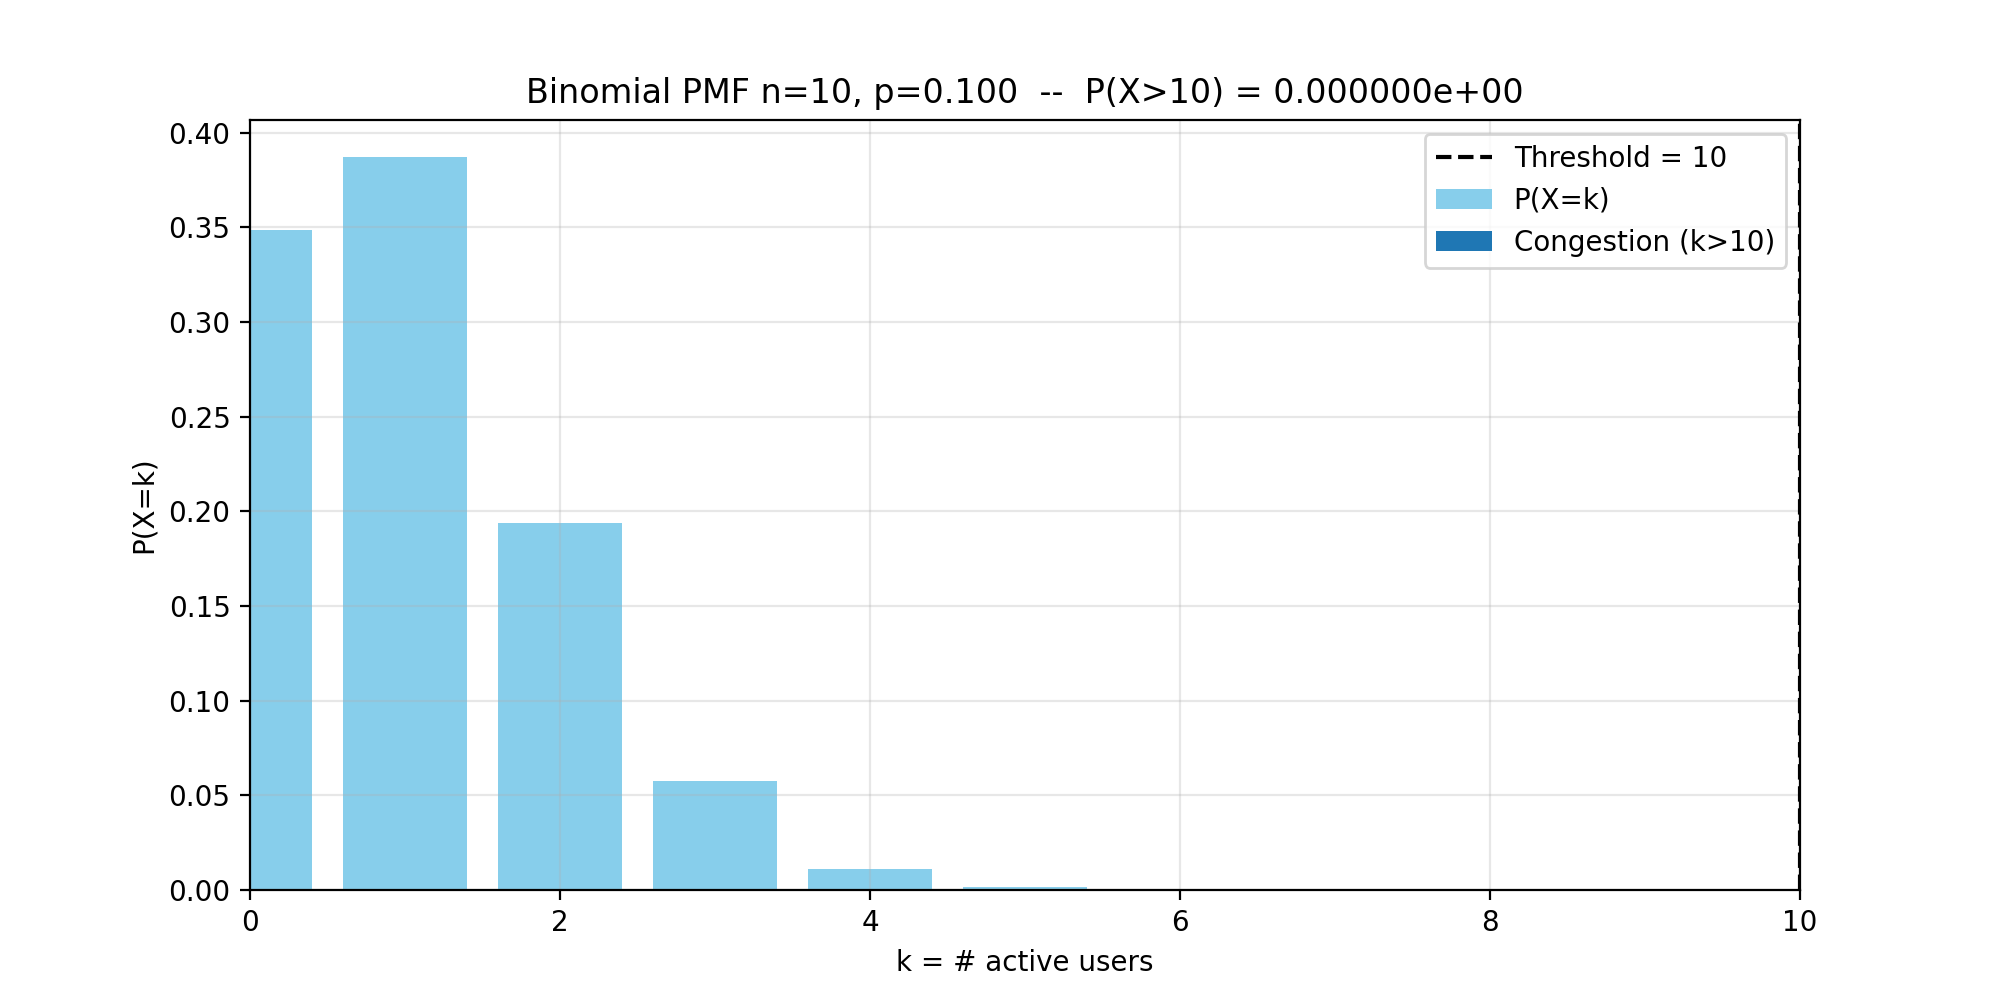 Binomial PMF n=10, p=0.100  --  P(X>10) = 0.000000e+00
Threshold = 10
P(X=k)
Congestion (k>10)
P(X=k)
0.40
0.35
0.30
0.25
0.20
0.15
0.10
0.05
0.00
0 2 4 6 8 10
k = # active users